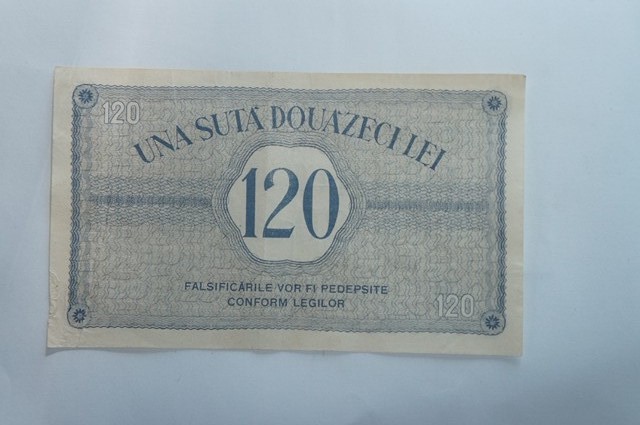 120
UNA SUTĂ DOUĂZECI LEI
120
FALSIFICĂRILE VOR FI PEDEPSITE
CONFORM LEGILOR
120